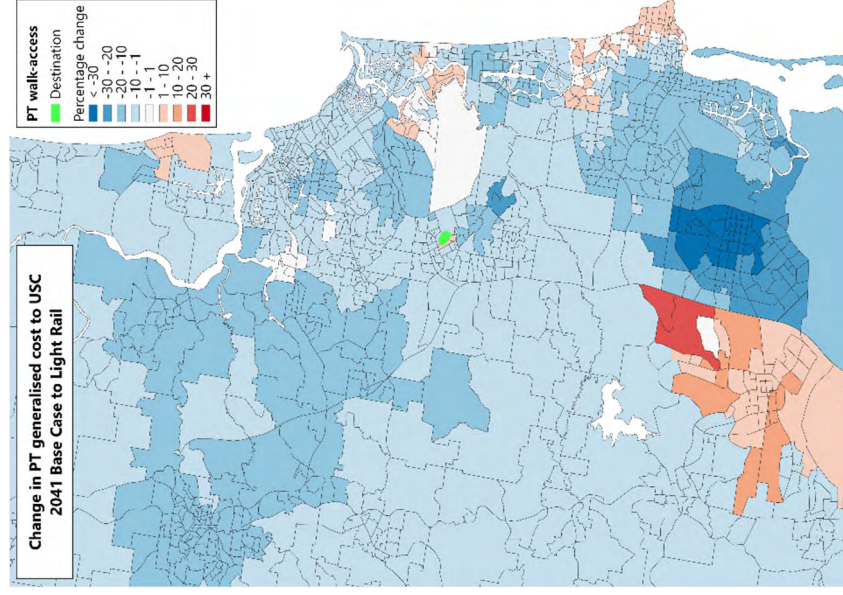 Change in PT generalised cost to USC
2041 Base Case to Light Rail
PT walk-access
Destination
Percentage change
< -30
-30 - -20
-20 - -10
-10 - -1
-1 - 1
1 - 10
10 - 20
20 - 30
30 +